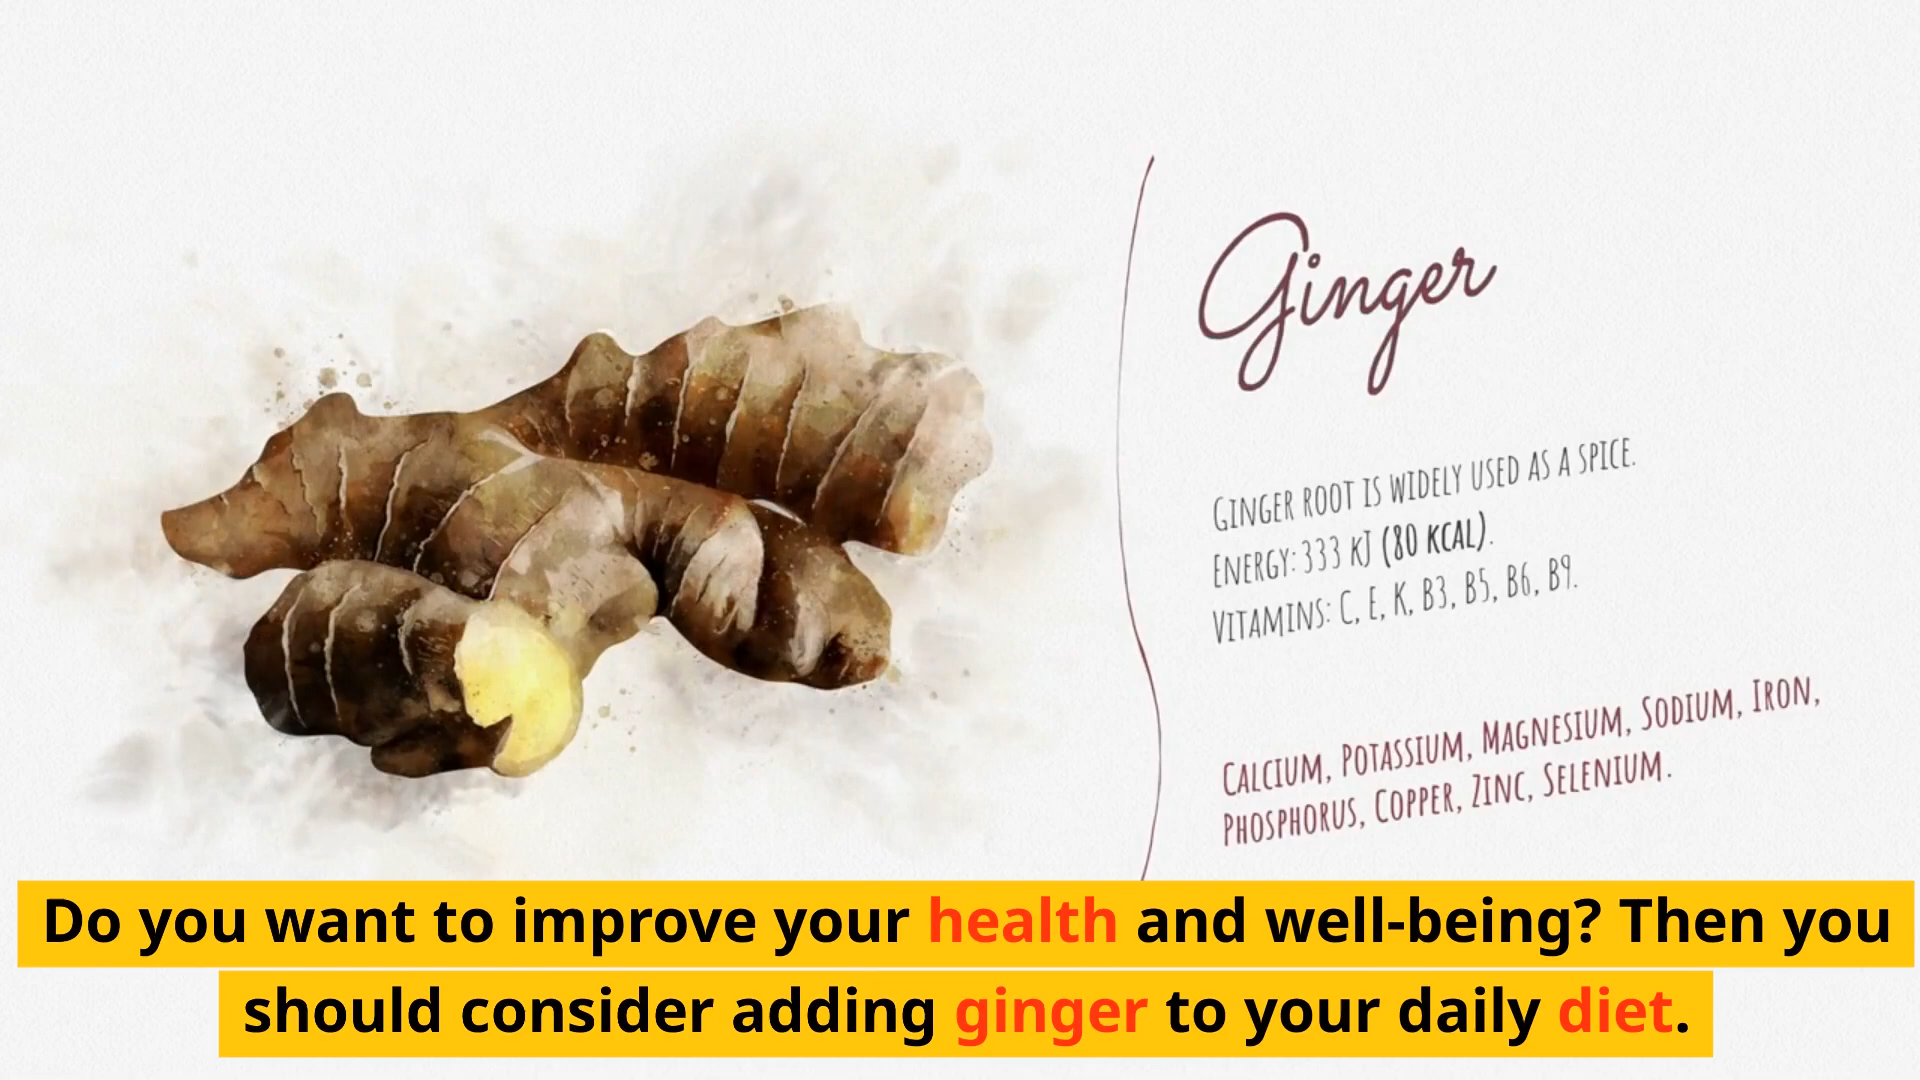 Ginger
Ginger root is widely used as a spice.
Energy: 333 kJ (80 kcal).
Vitamins: C, E, K, B3, B5, B6, B9.
Calcium, Potassium, Magnesium, Sodium, Iron,
Phosphorus, Copper, Zinc, Selenium.
Do you want to improve your health and well-being? Then you
should consider adding ginger to your daily diet.